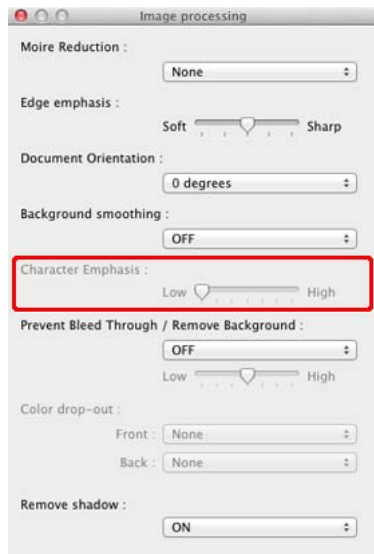 Image processing
Moire Reduction :
None
Edge emphasis :
Soft Sharp
Document Orientation :
0 degrees
Background smoothing :
OFF
Character Emphasis :
Low High
Prevent Bleed Through / Remove Background :
OFF
Low High
Color drop-out :
Front : None
Back : None
Remove shadow :
ON